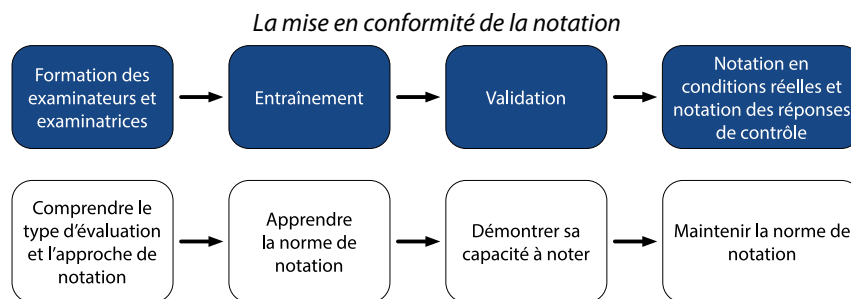 La mise en conformité de la notation
Formation des
examinateurs et
examinatrices
Entraînement
Validation
Notation en
conditions réelles et
notation des réponses
de contrôle
Comprendre le
type d’évaluation
et l’approche de
notation
Apprendre
la norme de
notation
Démontrer sa
capacité à noter
Maintenir la norme de
notation